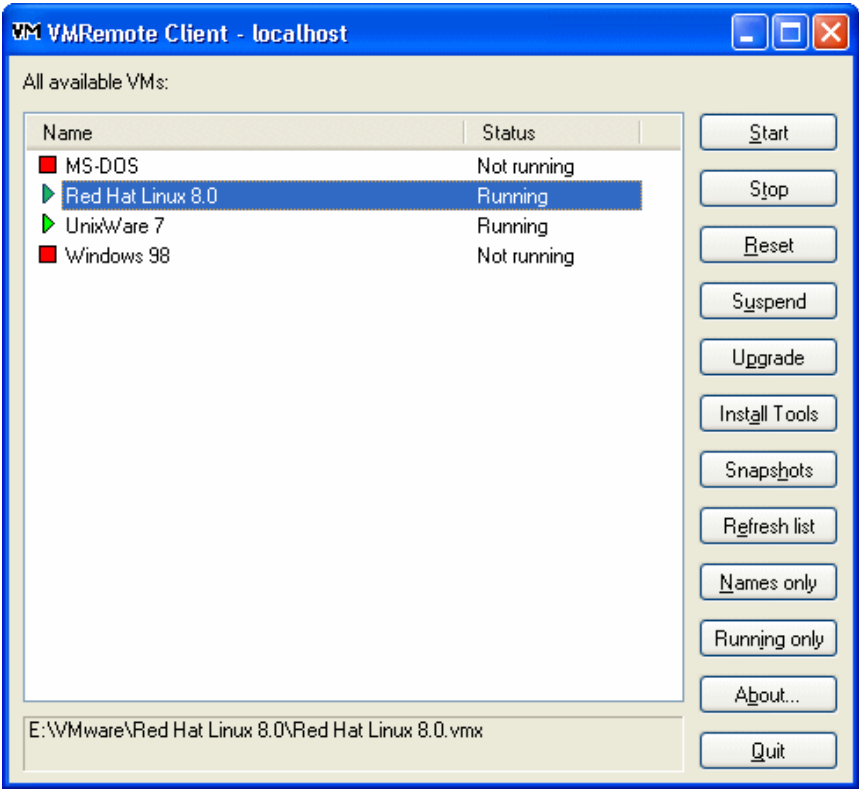 VM VMRemote Client - localhost
All available VMs:
Name Status
MS-DOS Not running
Red Hat Linux 8.0 Running
UnixWare 7 Running
Windows 98 Not running
Start
Stop
Reset
Suspend
Upgrade
Install Tools
Snapshots
Refresh list
Names only
Running only
About...
Quit
E:\VMware\Red Hat Linux 8.0\Red Hat Linux 8.0.vmx